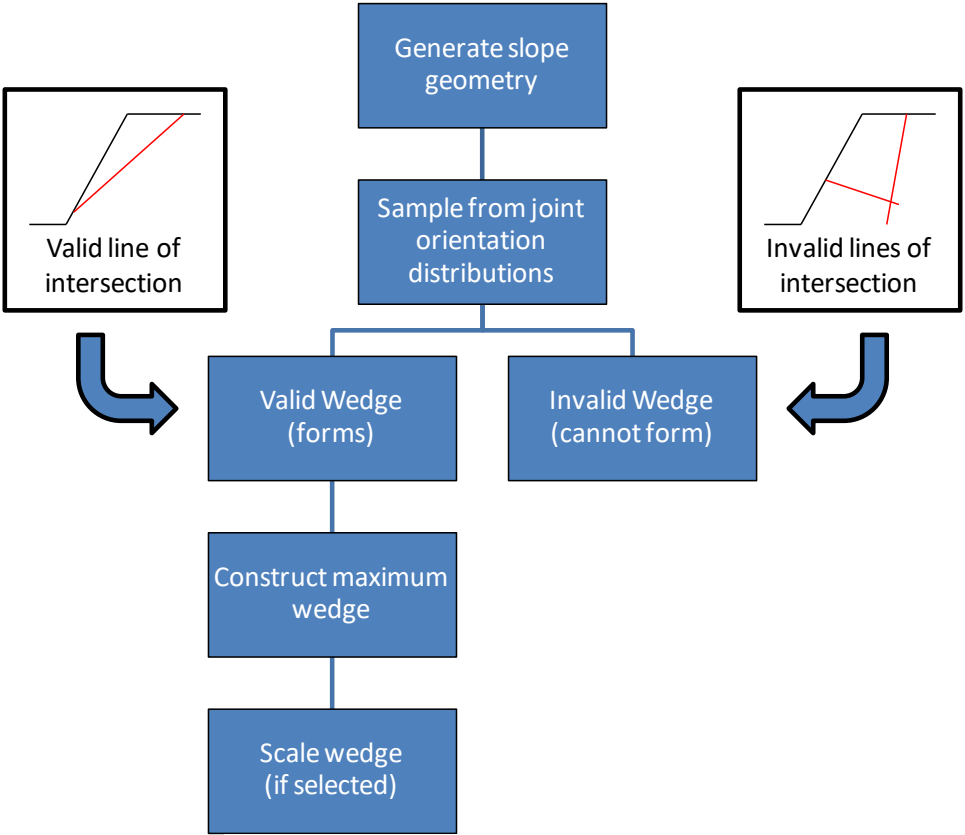 Generate slope
geometry
Valid line of
intersection
Sample from joint
orientation
distributions
Invalid lines of
intersection
Valid Wedge
(forms)
Invalid Wedge
(cannot form)
Construct maximum
wedge
Scale wedge
(if selected)